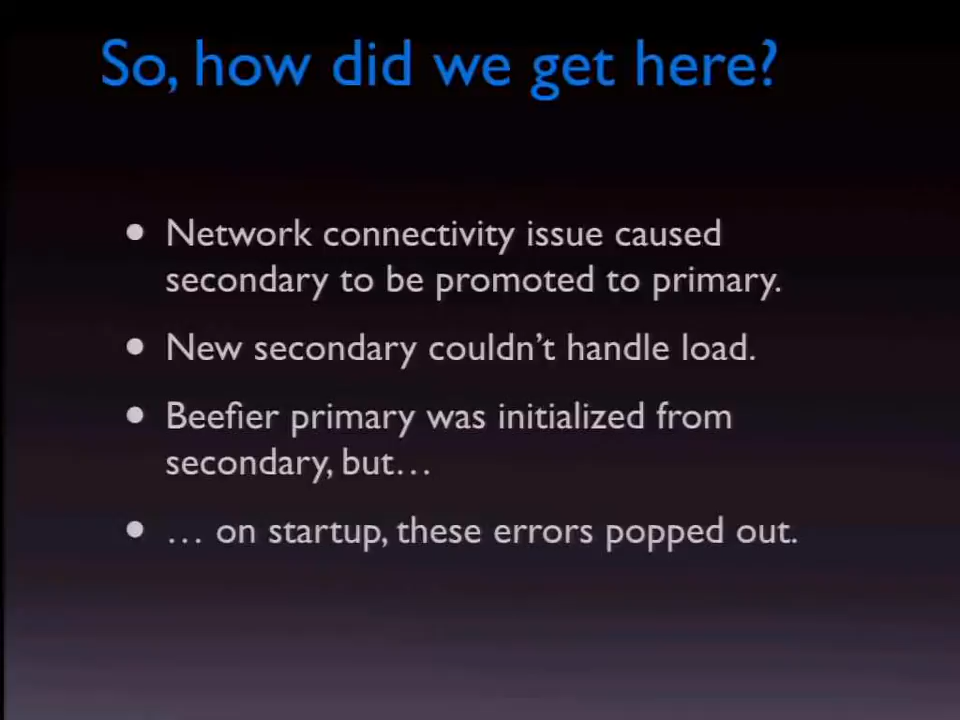 So, how did we get here?
• Network connectivity issue caused
secondary to be promoted to primary.
• New secondary couldn’t handle load.
• Beefier primary was initialized from
secondary, but…
• … on startup, these errors popped out.